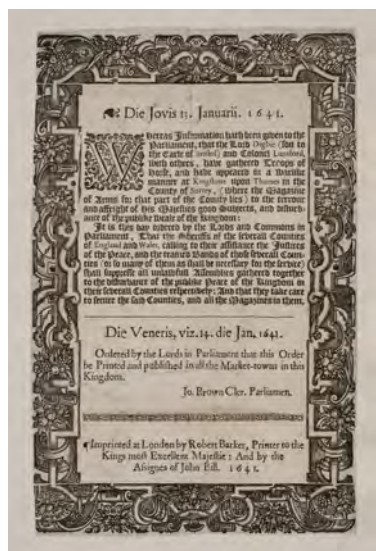 Die Jovis 13. Januarii. 1641.
Whereas Information hath been given to the
Parliament, that the Lord Digbie (son to
the Earle of Bristol) and Colonel Lunsford,
with others, have gathered Troops of
Horse, and have appeared in a warlike
manner at Kingstone upon Thames in the
County of Surrey, (where the Magazine
of Armes for that part of the County lies) to the terrour
and affright of His Majesties good Subjects, and disturb-
ance of the publike weale of the Kingdom:
It is this day ordered by the Lords and Commons in
Parliament, That the Sheriffs of the severall Counties
of England and Wales, calling to their assistance the Justices
of the Peace, and the trained Bands of those severall Coun-
ties (or so many of them as shall be necessary for the service)
shall suppresse all unlawfull Assemblies gathered together
to the disturbance of the publike Peace of the Kingdom in
their severall Counties respectively: And that they take care
to secure the said Counties, and all the Magazines in them.
Die Veneris, viz. 14. die Jan. 1641.
Ordered by the Lords in Parliament that this Order
be Printed and published in all the Market-towns in this
Kingdom.
Jo. Brown Cler. Parliamen.
Imprinted at London by Robert Barker, Printer to the
Kings most Excellent Majestie: And by the
Assignes of John Bill. 1641.